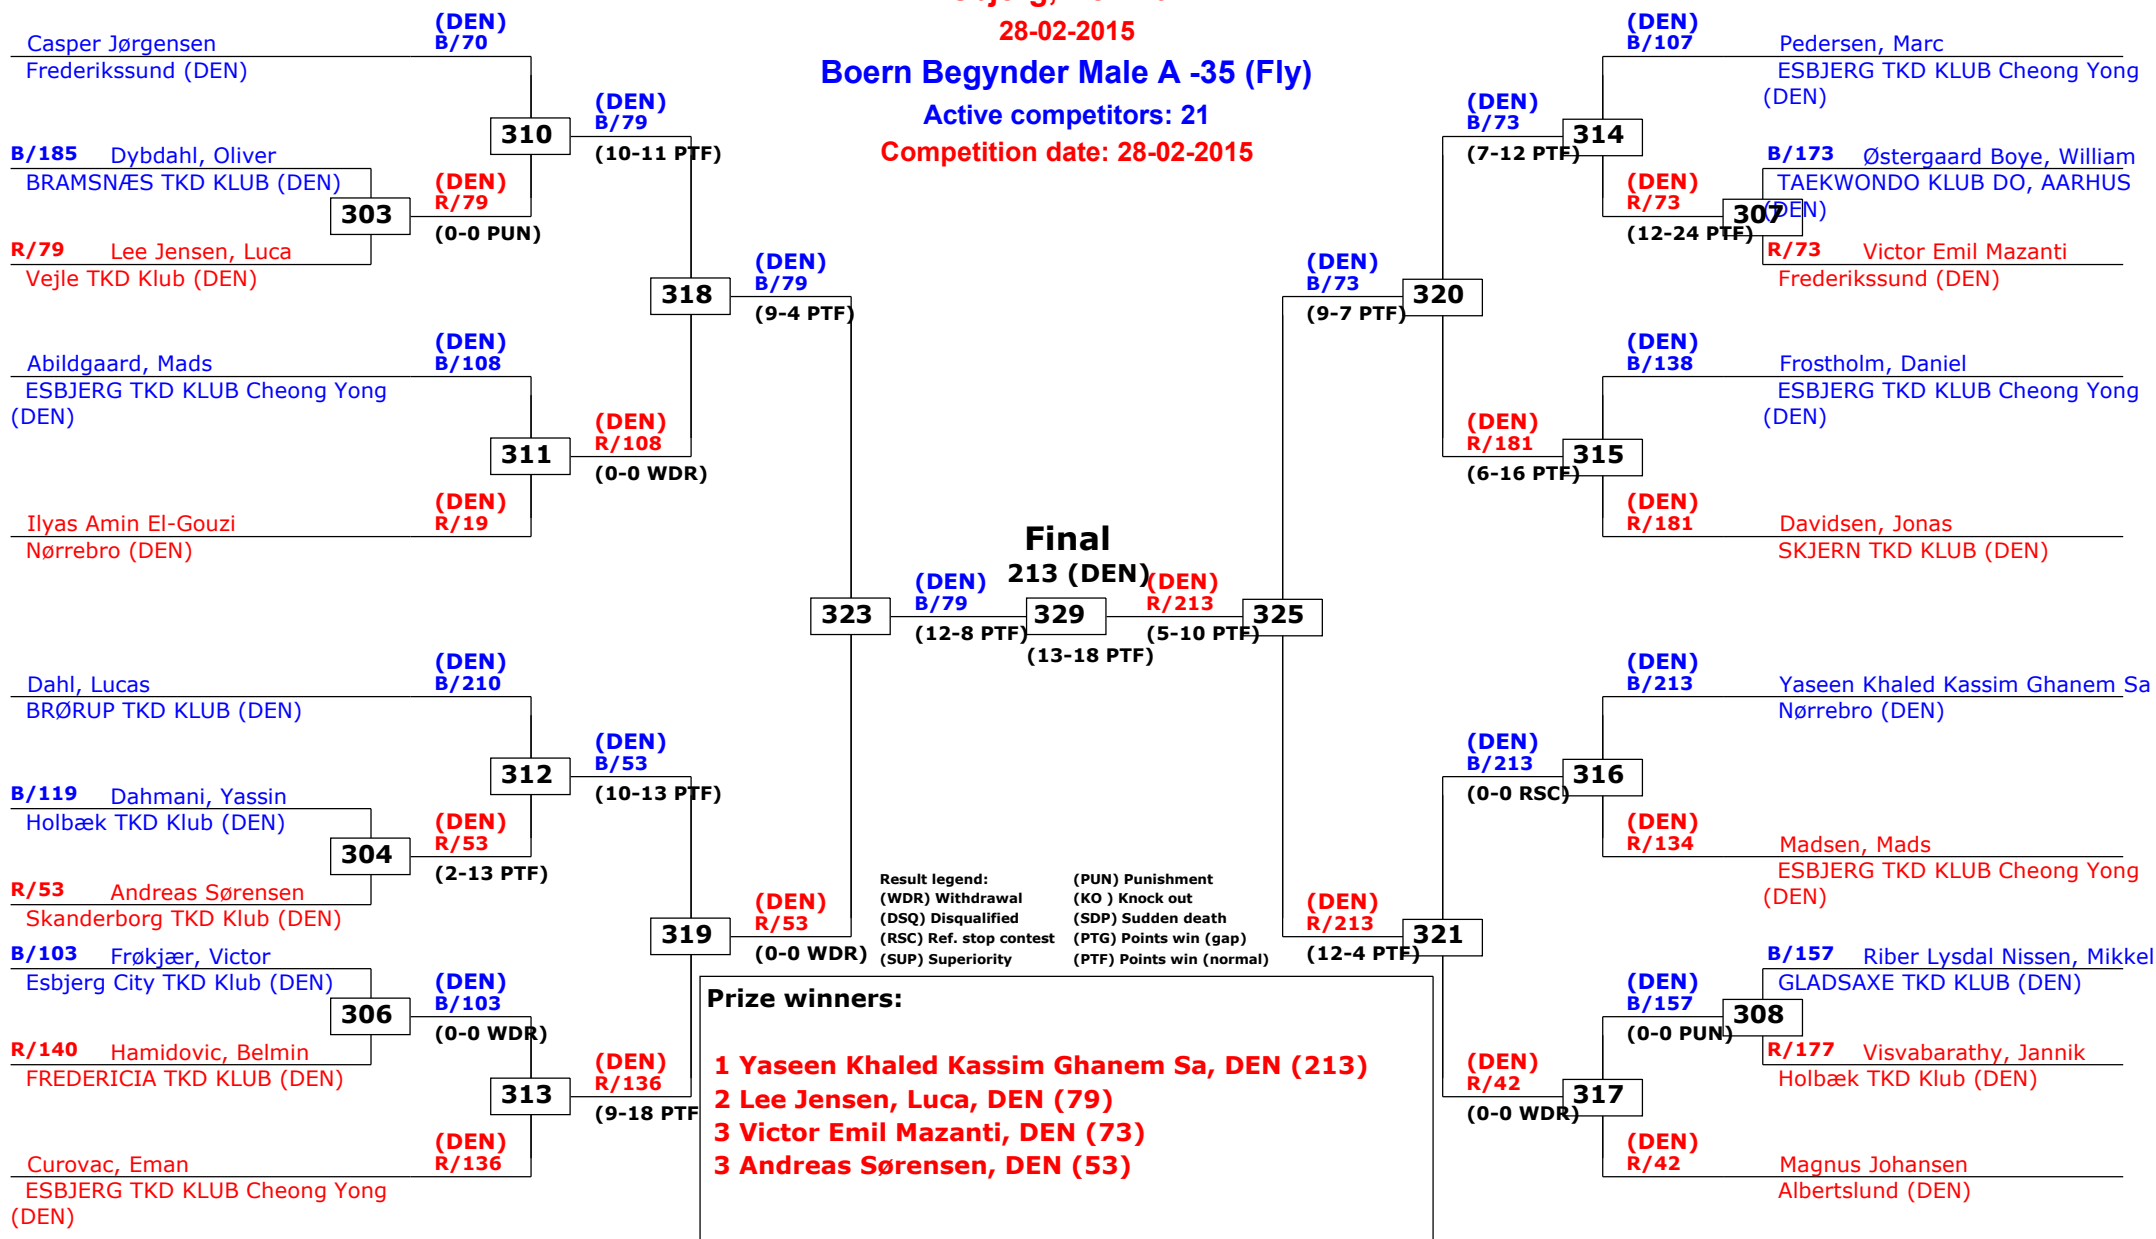 28-02-2015
Boern Begynder Male A -35 (Fly)
Active competitors: 21
Competition date: 28-02-2015
Casper Jørgensen
Frederikssund (DEN)
(DEN)
B/70
310
(DEN)
B/79
(10-11 PTF)
B/185 Dybdahl, Oliver
BRAMSNÆS TKD KLUB (DEN)
303
(DEN)
R/79
(0-0 PUN)
R/79 Lee Jensen, Luca
Vejle TKD Klub (DEN)
318
(DEN)
B/79
(9-4 PTF)
Abildgaard, Mads
ESBJERG TKD KLUB Cheong Yong
(DEN)
(DEN)
B/108
311
(DEN)
R/108
(0-0 WDR)
Ilyas Amin El-Gouzi
Nørrebro (DEN)
(DEN)
R/19
Dahl, Lucas
BRØRUP TKD KLUB (DEN)
(DEN)
B/210
312
(DEN)
B/53
(10-13 PTF)
B/119 Dahmani, Yassin
Holbæk TKD Klub (DEN)
304
(DEN)
R/53
(2-13 PTF)
R/53 Andreas Sørensen
Skanderborg TKD Klub (DEN)
319
(DEN)
R/53
(0-0 WDR)
B/103 Frøkjær, Victor
Esbjerg City TKD Klub (DEN)
306
(DEN)
B/103
(0-0 WDR)
R/140 Hamidovic, Belmin
FREDERICIA TKD KLUB (DEN)
313
(DEN)
R/136
(9-18 PTF
Curovac, Eman
ESBJERG TKD KLUB Cheong Yong
(DEN)
(DEN)
R/136
323
(DEN)
B/79
(12-8 PTF)
Final
213 (DEN)
329
(13-18 PTF)
(DEN)
R/213
(5-10 PTF)
325
(DEN)
B/107
Pedersen, Marc
ESBJERG TKD KLUB Cheong Yong
(DEN)
(DEN)
B/73
(7-12 PTF)
314
B/173 Østergaard Boye, William
TAEKWONDO KLUB DO, AARHUS
(DEN)
(DEN)
R/73
(12-24 PTF)
307
R/73 Victor Emil Mazanti
Frederikssund (DEN)
(DEN)
B/73
(9-7 PTF)
320
(DEN)
B/138
Frostholm, Daniel
ESBJERG TKD KLUB Cheong Yong
(DEN)
(DEN)
R/181
(6-16 PTF)
315
(DEN)
R/181
Davidsen, Jonas
SKJERN TKD KLUB (DEN)
(DEN)
B/213
Yaseen Khaled Kassim Ghanem Sa
Nørrebro (DEN)
(DEN)
B/213
(0-0 RSC)
316
(DEN)
R/134
Madsen, Mads
ESBJERG TKD KLUB Cheong Yong
(DEN)
(DEN)
R/213
(12-4 PTF)
321
B/157 Riber Lysdal Nissen, Mikkel
GLADSAXE TKD KLUB (DEN)
(DEN)
B/157
(0-0 PUN)
308
R/177 Visvabarathy, Jannik
Holbæk TKD Klub (DEN)
(DEN)
R/42
(0-0 WDR)
317
(DEN)
R/42
Magnus Johansen
Albertslund (DEN)
Result legend: (PUN) Punishment
(WDR) Withdrawal (KO ) Knock out
(DSQ) Disqualified (SDP) Sudden death
(RSC) Ref. stop contest (PTG) Points win (gap)
(SUP) Superiority (PTF) Points win (normal)
Prize winners:
1 Yaseen Khaled Kassim Ghanem Sa, DEN (213)
2 Lee Jensen, Luca, DEN (79)
3 Victor Emil Mazanti, DEN (73)
3 Andreas Sørensen, DEN (53)